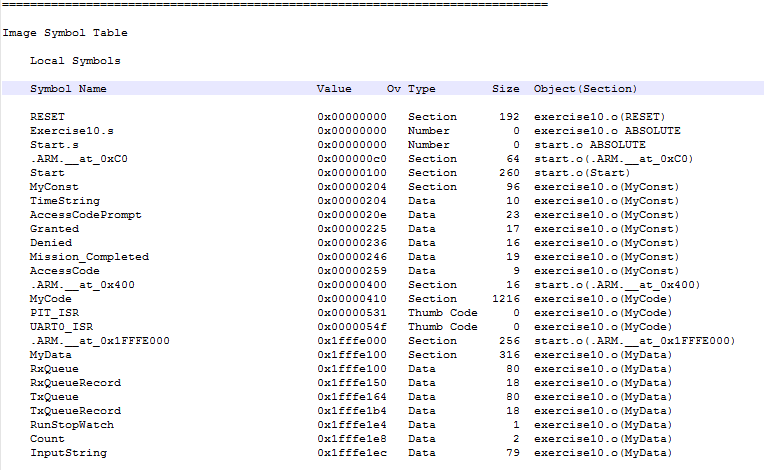 ==============================================================================
Image Symbol Table
Local Symbols
Symbol Name Value Ov Type Size Object(Section)
RESET 0x00000000 Section 192 exercise10.o(RESET)
Exercise10.s 0x00000000 Number 0 exercise10.o ABSOLUTE
Start.s 0x00000000 Number 0 start.o ABSOLUTE
.ARM.__at_0xC0 0x000000c0 Section 64 start.o(.ARM.__at_0xC0)
Start 0x00000100 Section 260 start.o(Start)
MyConst 0x00000204 Section 96 exercise10.o(MyConst)
TimeString 0x00000204 Data 10 exercise10.o(MyConst)
AccessCodePrompt 0x0000020e Data 23 exercise10.o(MyConst)
Granted 0x00000225 Data 17 exercise10.o(MyConst)
Denied 0x00000236 Data 16 exercise10.o(MyConst)
Mission_Completed 0x00000246 Data 19 exercise10.o(MyConst)
AccessCode 0x00000259 Data 9 exercise10.o(MyConst)
.ARM.__at_0x400 0x00000400 Section 16 start.o(.ARM.__at_0x400)
MyCode 0x00000410 Section 1216 exercise10.o(MyCode)
PIT_ISR 0x00000531 Thumb Code 0 exercise10.o(MyCode)
UART0_ISR 0x0000054f Thumb Code 0 exercise10.o(MyCode)
.ARM.__at_0x1FFFE000 0x1fffe000 Section 256 start.o(.ARM.__at_0x1FFFE000)
MyData 0x1fffe100 Section 316 exercise10.o(MyData)
RxQueue 0x1fffe100 Data 80 exercise10.o(MyData)
RxQueueRecord 0x1fffe150 Data 18 exercise10.o(MyData)
TxQueue 0x1fffe164 Data 80 exercise10.o(MyData)
TxQueueRecord 0x1fffe1b4 Data 18 exercise10.o(MyData)
RunStopWatch 0x1fffe1e4 Data 1 exercise10.o(MyData)
Count 0x1fffe1e8 Data 2 exercise10.o(MyData)
InputString 0x1fffe1ec Data 79 exercise10.o(MyData)